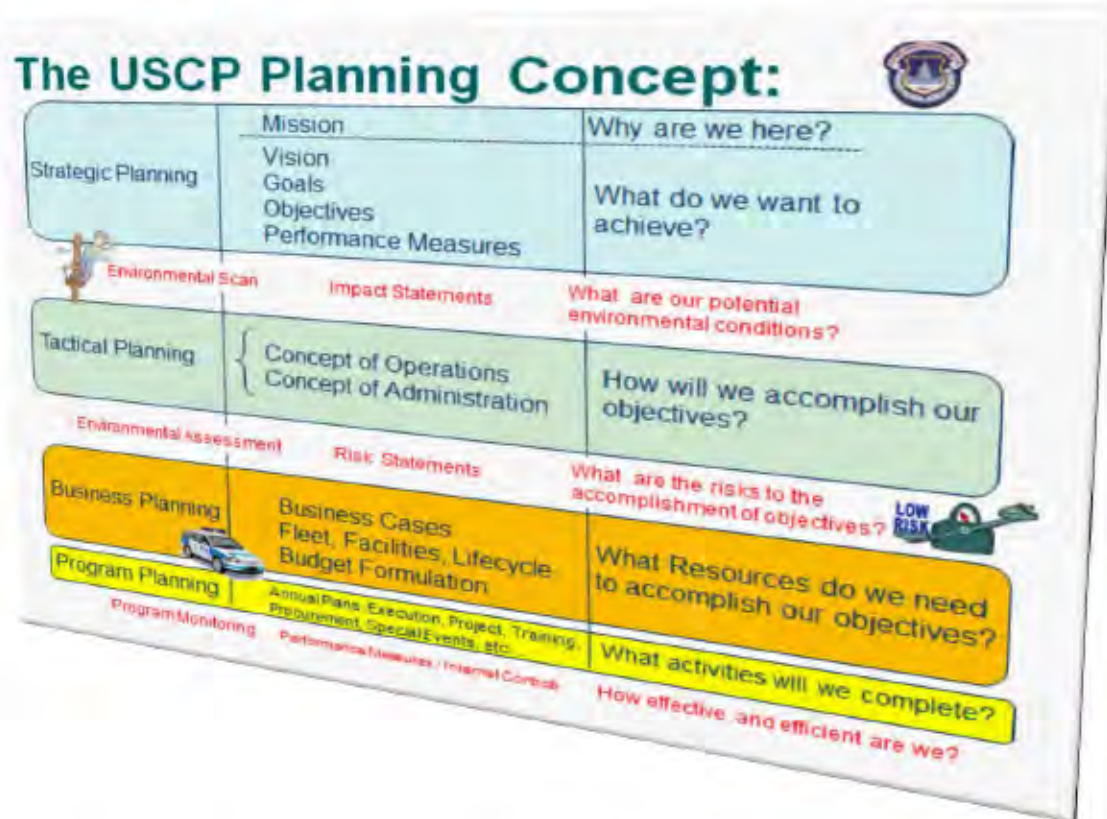 The USCP Planning Concept:
Strategic Planning
Mission
Why are we here?
Vision
Goals
Objectives
Performance Measures
What do we want to
achieve?
Environmental Scan
Impact Statements
What are our potential
environmental conditions?
Tactical Planning
Concept of Operations
Concept of Administration
How will we accomplish our
objectives?
Environmental Assessment
Risk Statements
What are the risks to the
accomplishment of objectives?
LOW
RISK
Business Planning
Business Cases
Fleet, Facilities, Lifecycle
Budget Formulation
What Resources do we need
to accomplish our objectives?
Program Planning
Annual Plans: Execution, Project, Training,
Procurement, Special Events, etc.
What activities will we complete?
Program Monitoring
Performance Measures / Internal Controls
How effective and efficient are we?